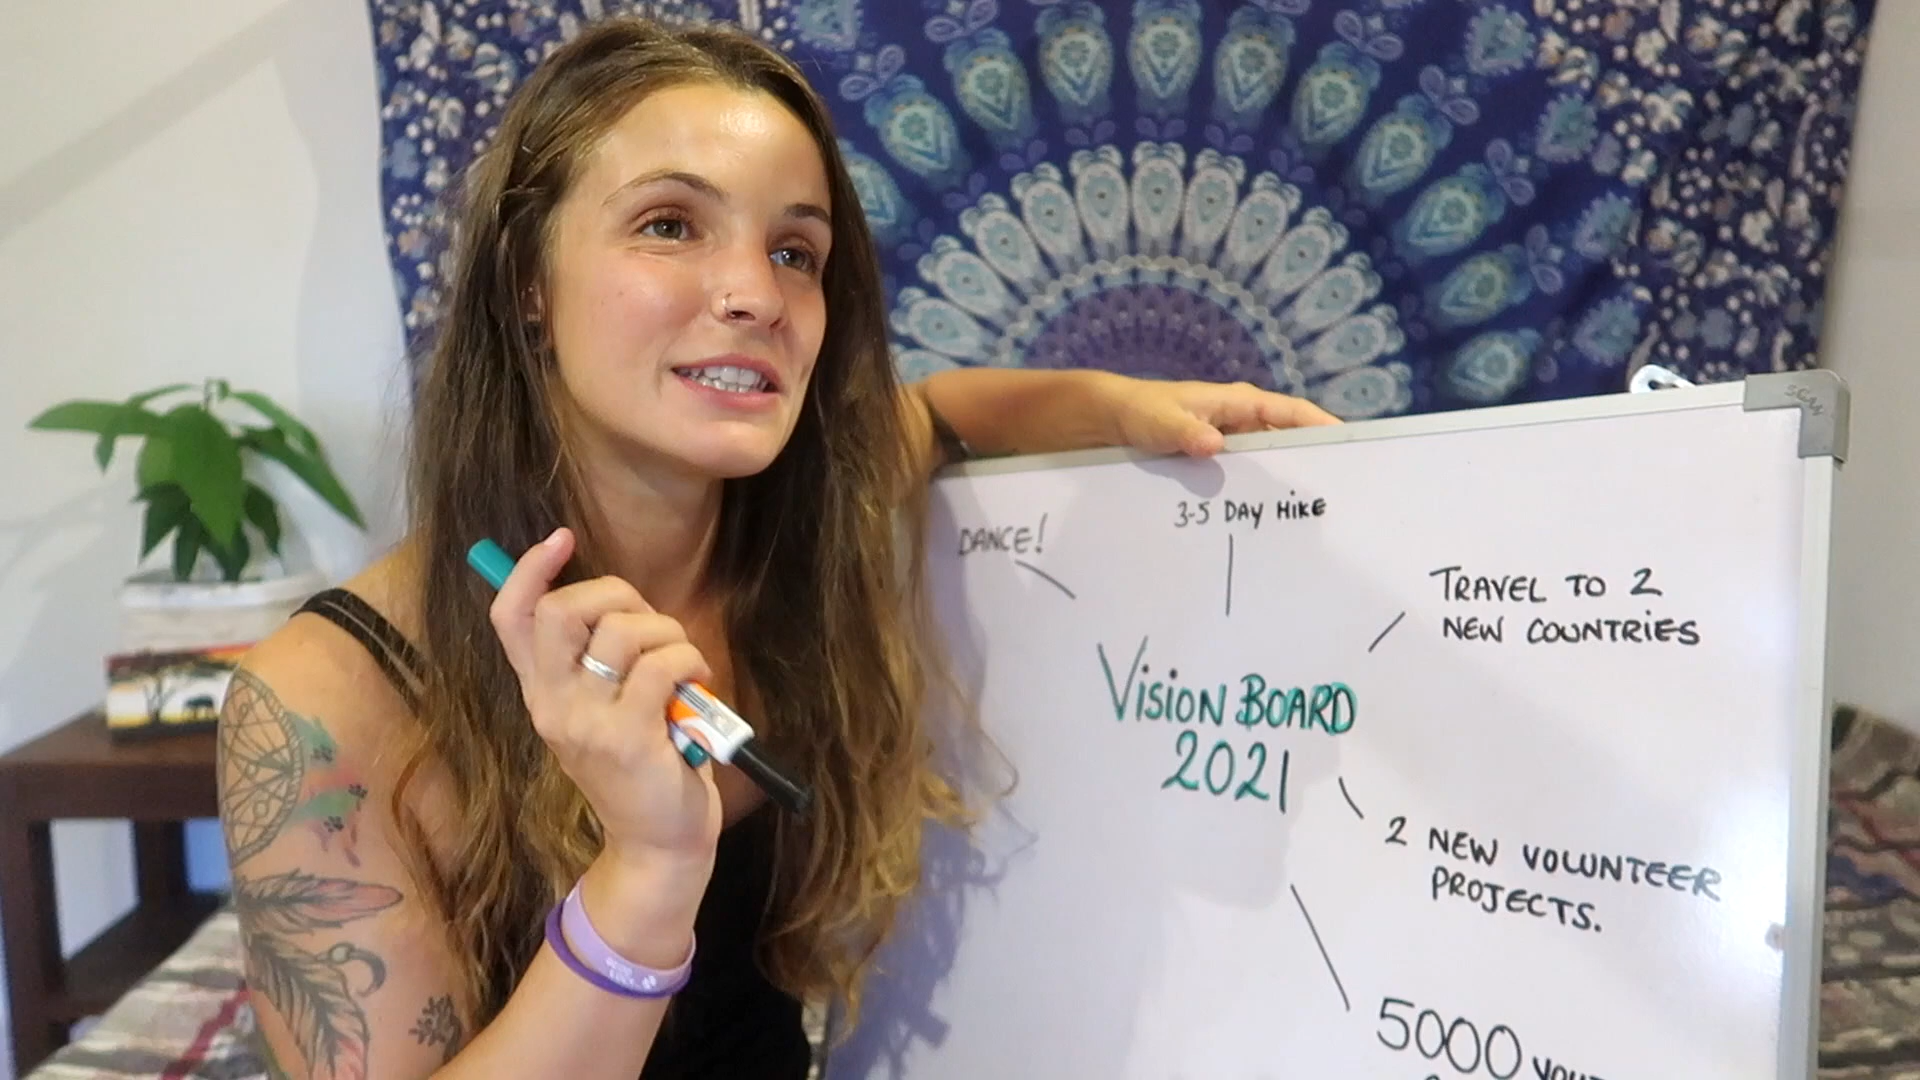 DANCE!
3-5 DAY HIKE
TRAVEL TO 2
NEW COUNTRIES
VISION BOARD
2021
2 NEW VOLUNTEER
PROJECTS.
5000